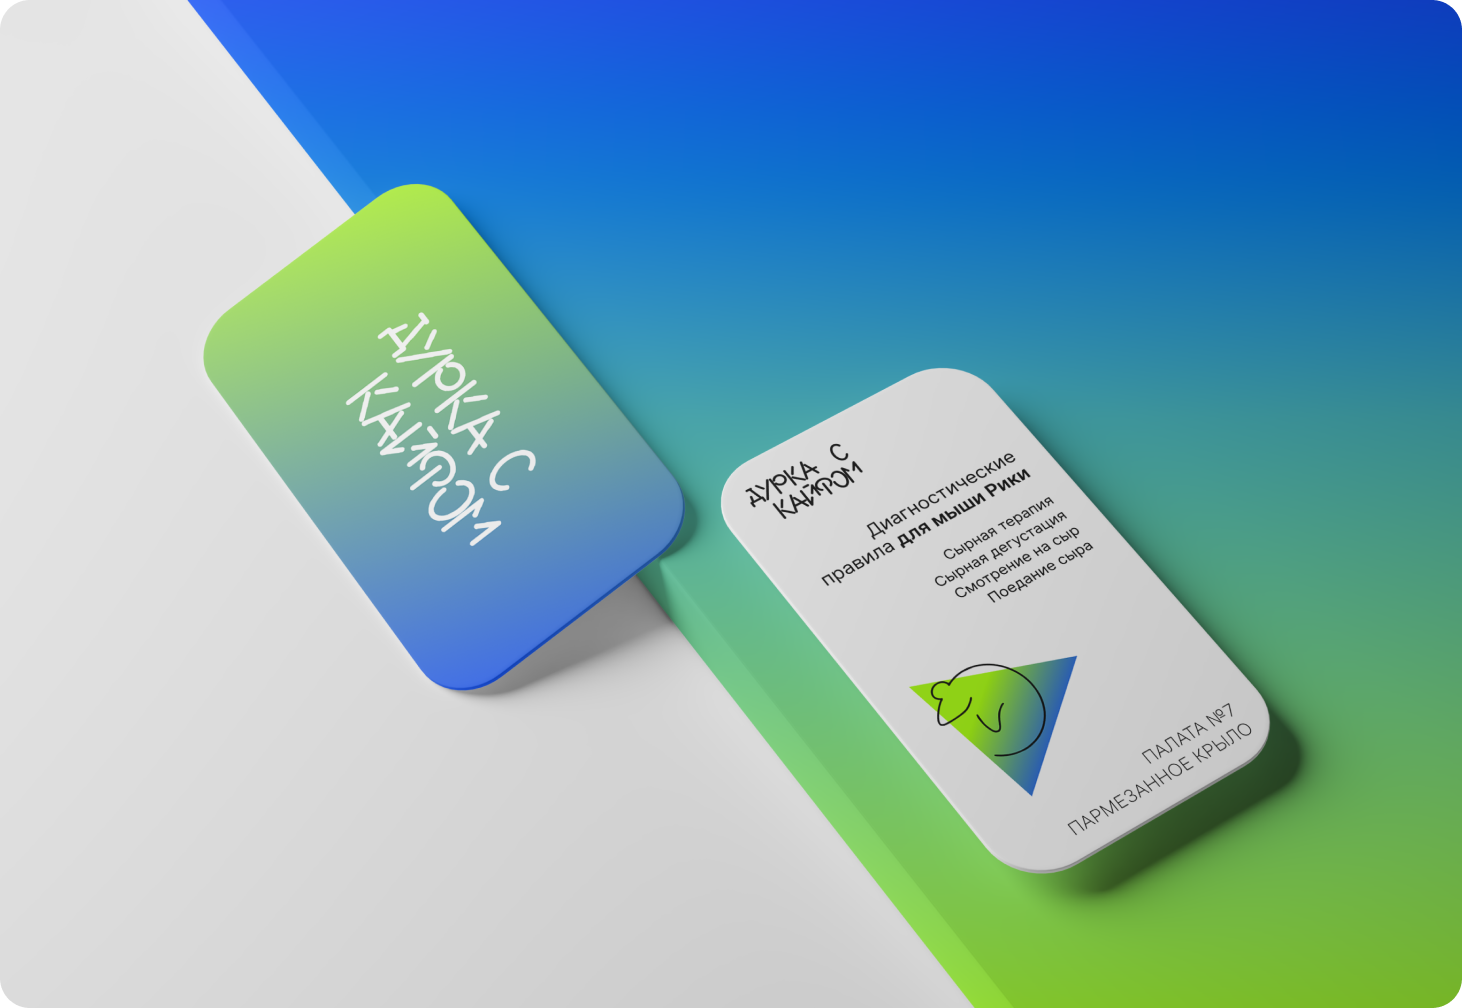 ДУРКА С
КАЙФОМ
ДУРКА С
КАЙФОМ
Диагностические
правила для мыши Рики
Сырная терапия
Сырная дегустация
Смотрение на сыр
Поедание сыра
ПАЛАТА №7
ПАРМЕЗАННОЕ КРЫЛО